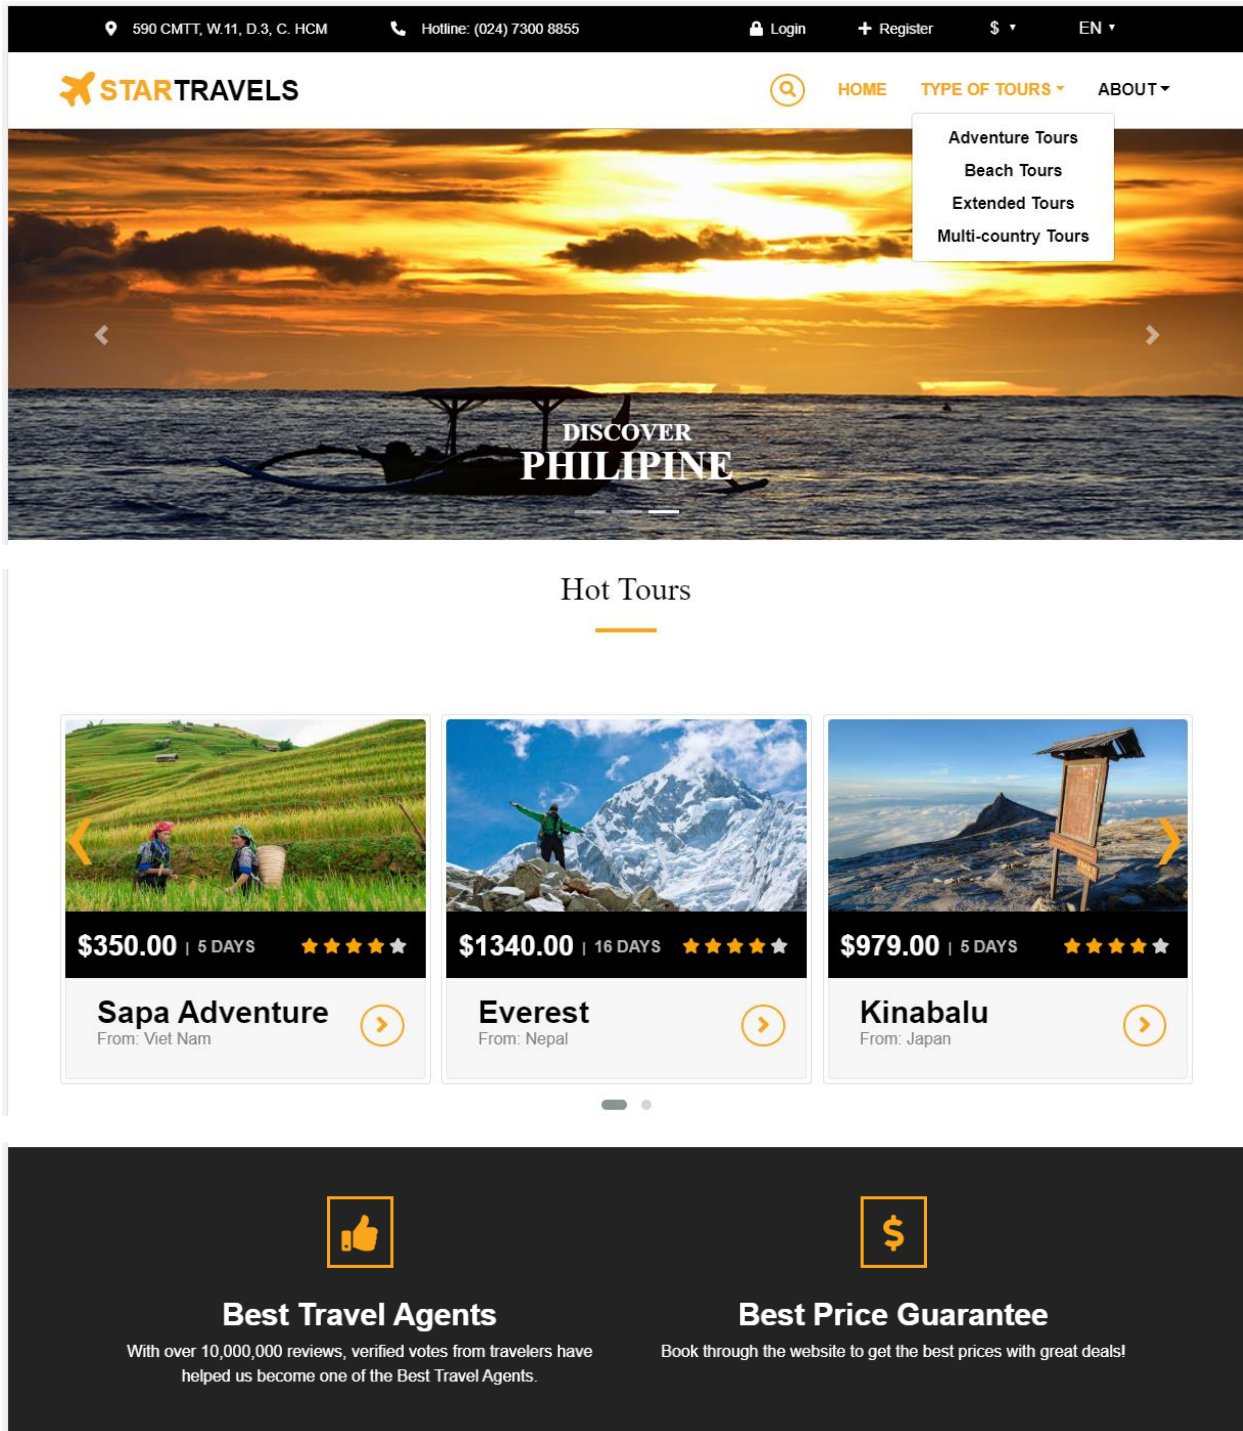 590 CMTT, W.11, D.3, C. HCM
Hotline: (024) 7300 8855
Login
Register
$
EN
STARTRAVELS
HOME
TYPE OF TOURS
ABOUT
Adventure Tours
Beach Tours
Extended Tours
Multi-country Tours
DISCOVER
PHILIPINE
Hot Tours
$350.00 | 5 DAYS
Sapa Adventure
From: Viet Nam
$1340.00 | 16 DAYS
Everest
From: Nepal
$979.00 | 5 DAYS
Kinabalu
From: Japan
Best Travel Agents
With over 10,000,000 reviews, verified votes from travelers have
helped us become one of the Best Travel Agents.
$
Best Price Guarantee
Book through the website to get the best prices with great deals!